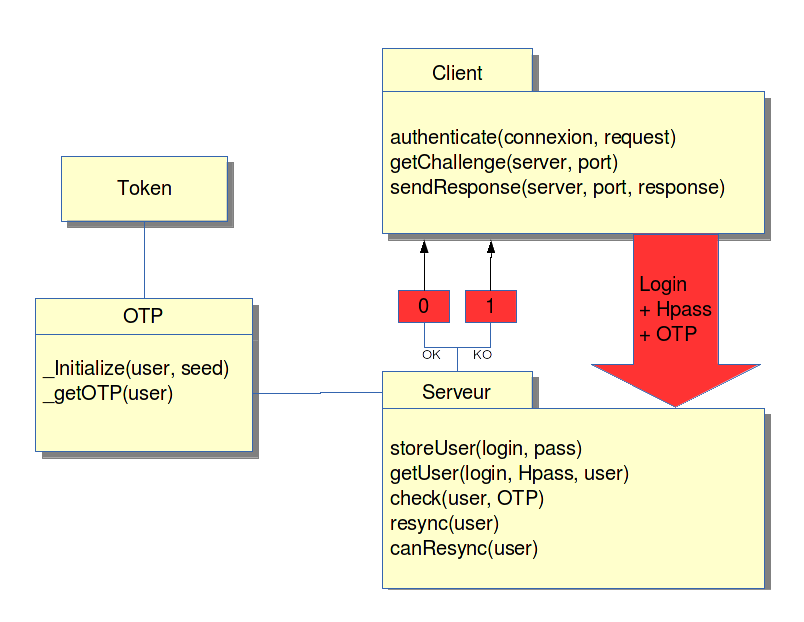 Client
authenticate(connexion, request)
getChallenge(server, port)
sendResponse(server, port, response)
Token
OTP
_Initialize(user, seed)
_getOTP(user)
0
1
OK
KO
Login
+ Hpass
+ OTP
Serveur
storeUser(login, pass)
getUser(login, Hpass, user)
check(user, OTP)
resync(user)
canResync(user)